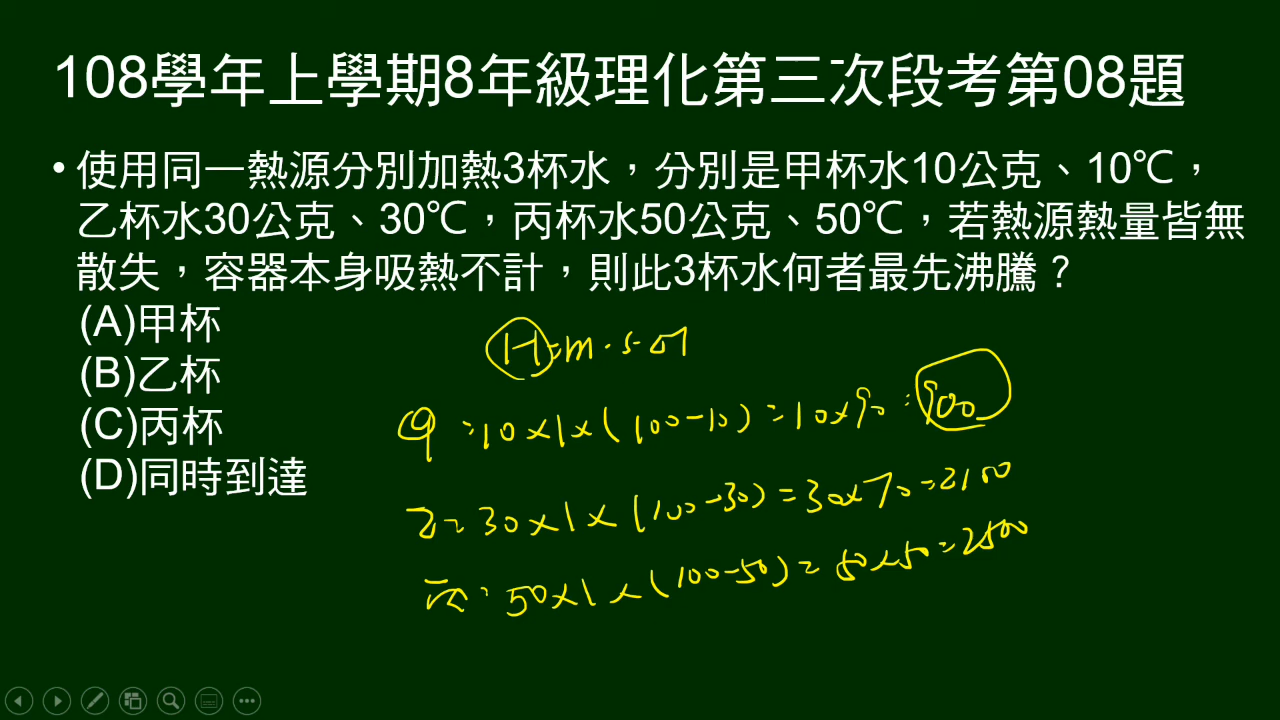 108學年上學期8年級理化第三次段考第08題
• 使用同一熱源分別加熱3杯水，分別是甲杯水10公克、10℃，
乙杯水30公克、30℃，丙杯水50公克、50℃，若熱源熱量皆無
散失，容器本身吸熱不計，則此3杯水何者最先沸騰？
(A)甲杯
(B)乙杯
(C)丙杯
(D)同時到達
H=m·s·ΔT
甲=10×1×(100-10)=10×90=900
乙=30×1×(100-30)=30×70=2100
丙=50×1×(100-50)=50×50=2500